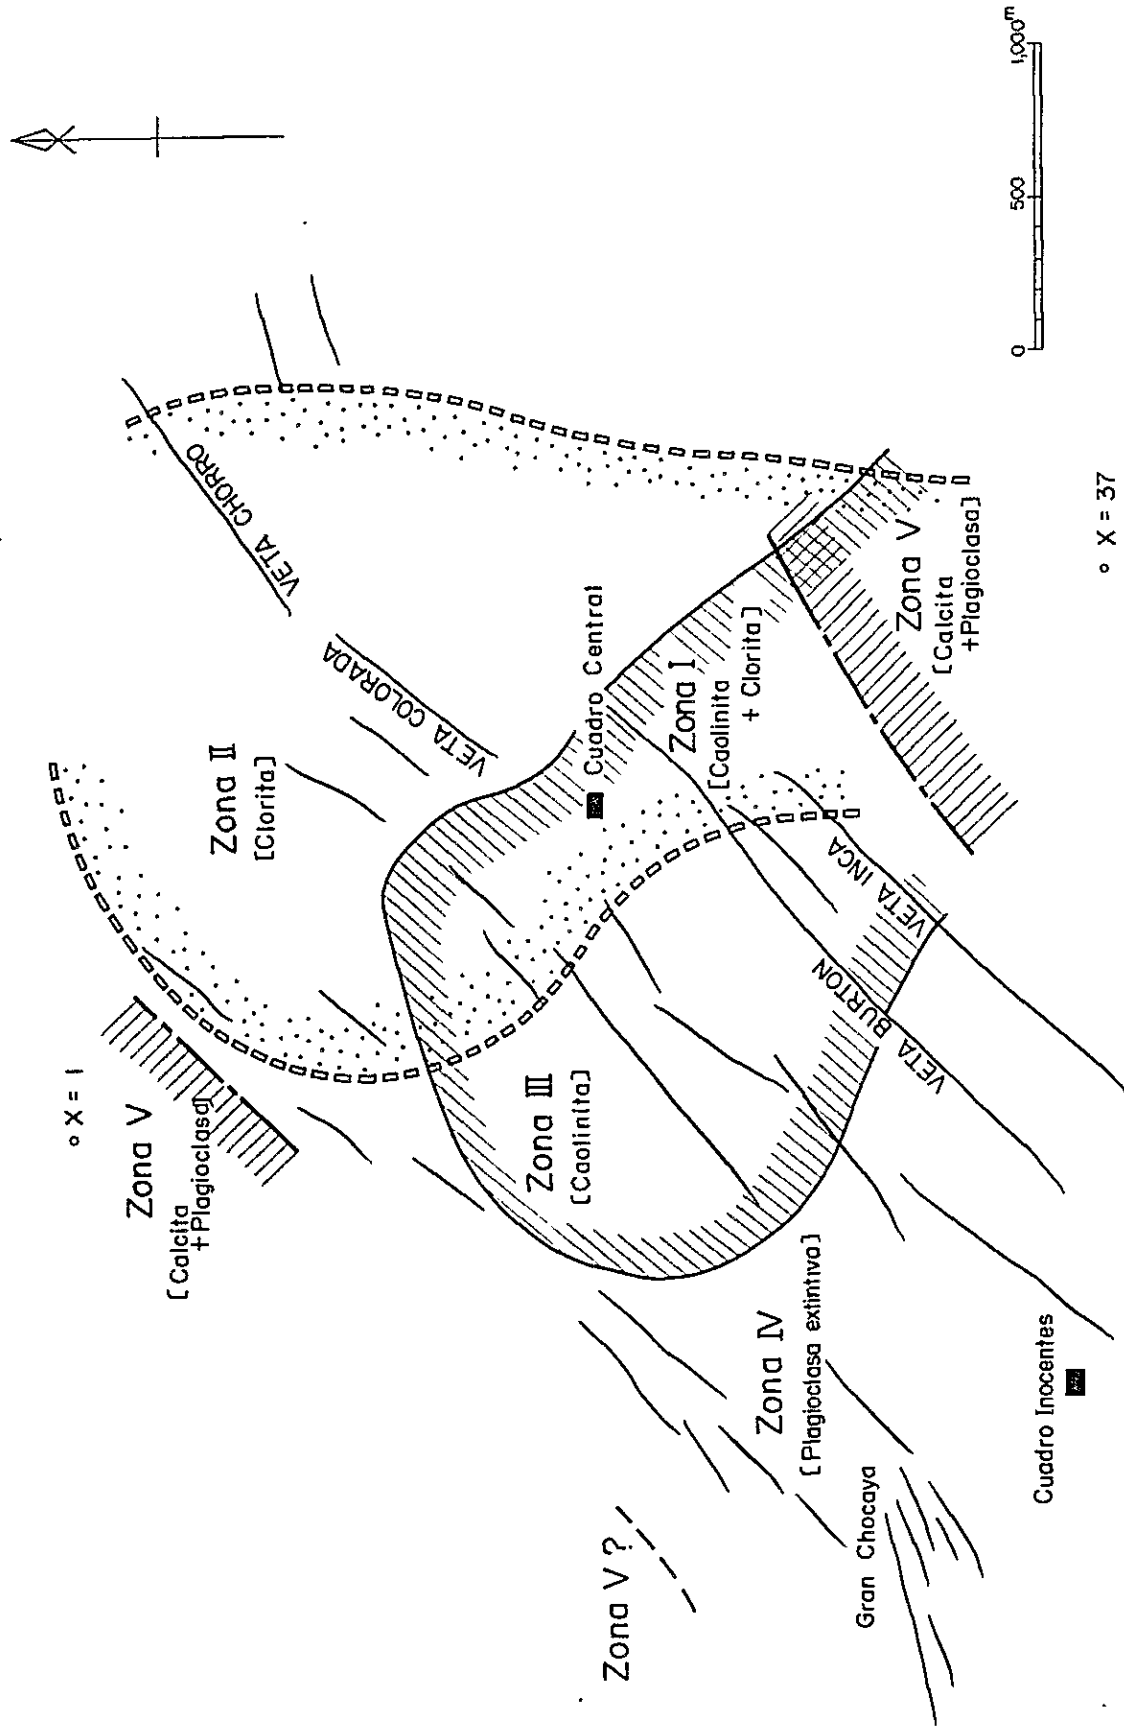 ° X = 1
Zona V
[Calcita
+Plagioclasa]
Zona II
[Clorita]
VETA CHORRO
VETA COLORADA
Zona III
[Caolinita]
Cuadro Central
Zona I
[Caolinita
+ Clorita]
Zona V ?
Zona IV
[Plagioclasa extintiva]
VETA INCA
VETA BURTON
Zona V
[Calcita
+Plagioclasa]
Gran Chocaya
Cuadro Inocentes
° X = 37
0 500 1,000m